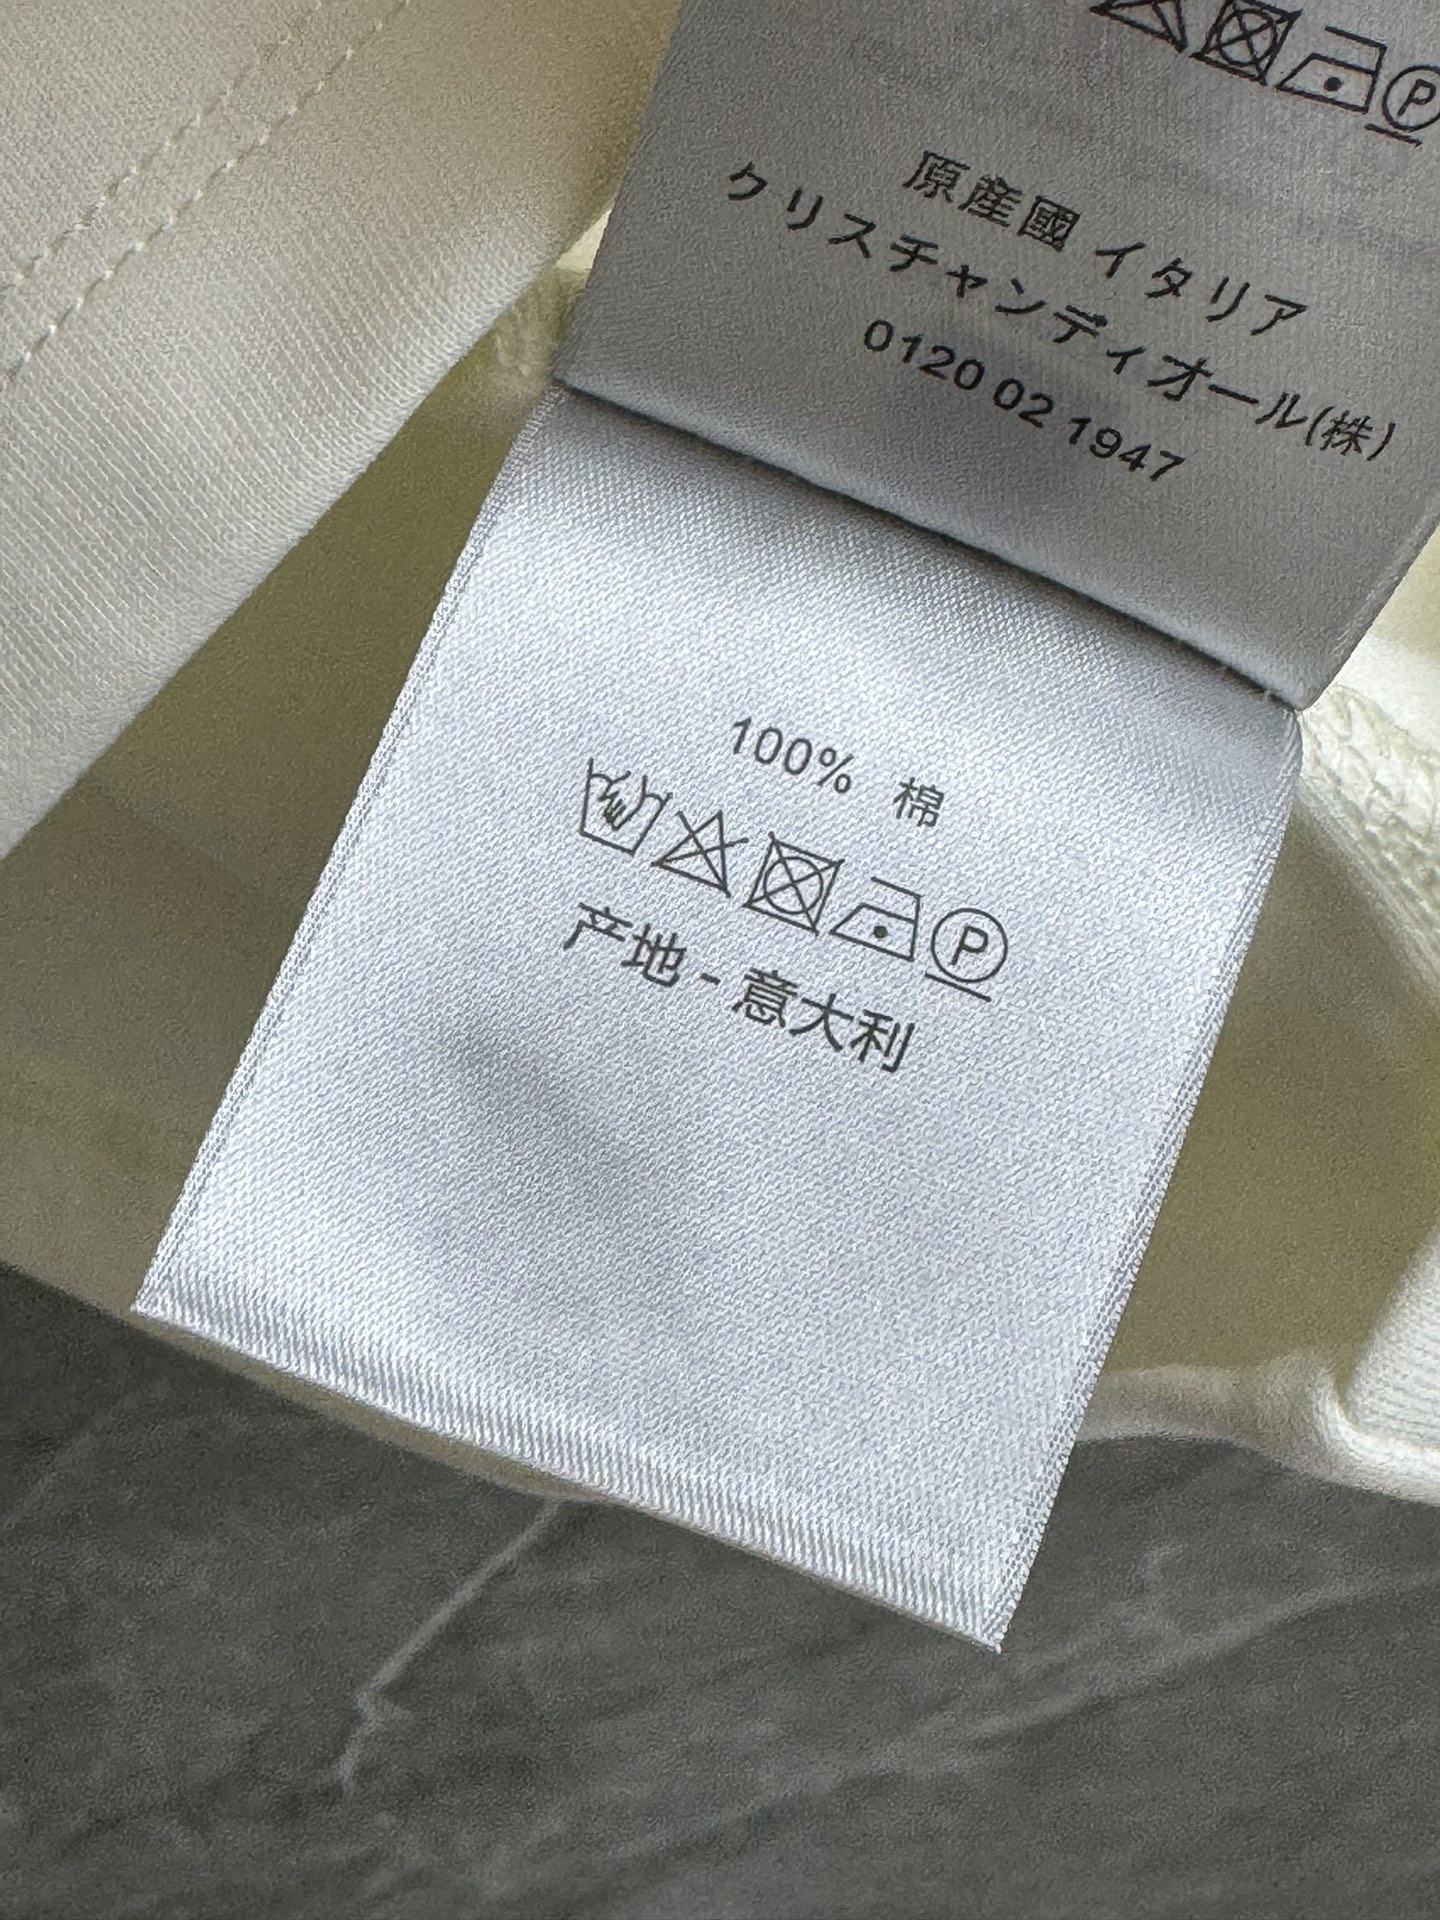 P
原産國 イタリア
クリスチャンディオール(株)
0120 02 1947
100% 棉
P
产地 - 意大利